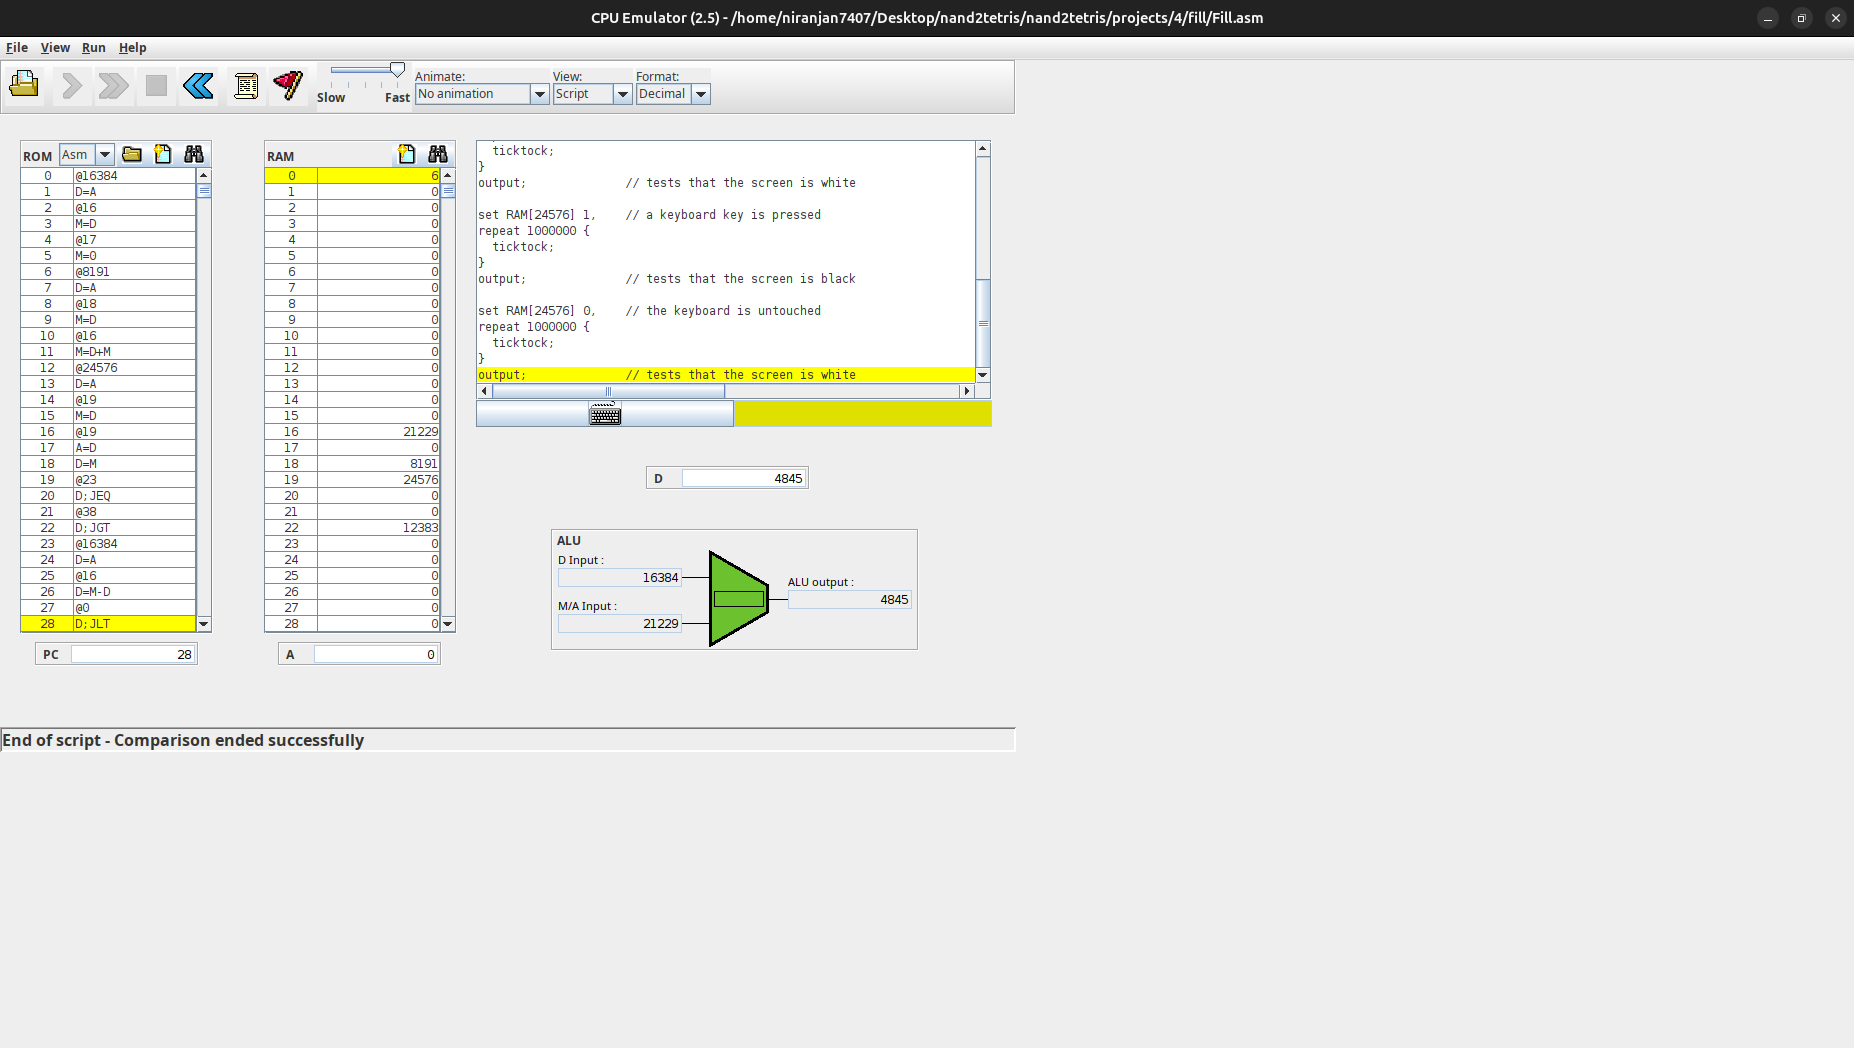 CPU Emulator (2.5) - /home/niranjan7407/Desktop/nand2tetris/nand2tetris/projects/4/fill/Fill.asm
File View Run Help
Slow Fast
Animate: View: Format:
No animation Script Decimal
ROM Asm
0 @16384
1 D=A
2 @16
3 M=D
4 @17
5 M=0
6 @8191
7 D=A
8 @18
9 M=D
10 @16
11 M=D+M
12 @24576
13 D=A
14 @19
15 M=D
16 @19
17 A=D
18 D=M
19 @23
20 D;JEQ
21 @38
22 D;JGT
23 @16384
24 D=A
25 @16
26 D=M-D
27 @0
28 D;JLT
PC 28
RAM
0 6
1 0
2 0
3 0
4 0
5 0
6 0
7 0
8 0
9 0
10 0
11 0
12 0
13 0
14 0
15 0
16 21229
17 0
18 8191
19 24576
20 0
21 0
22 12383
23 0
24 0
25 0
26 0
27 0
28 0
A 0
ticktock;
}
output; // tests that the screen is white
set RAM[24576] 1, // a keyboard key is pressed
repeat 1000000 {
ticktock;
}
output; // tests that the screen is black
set RAM[24576] 0, // the keyboard is untouched
repeat 1000000 {
ticktock;
}
output; // tests that the screen is white
D 4845
ALU
D Input :
16384
M/A Input :
21229
ALU output :
4845
End of script - Comparison ended successfully